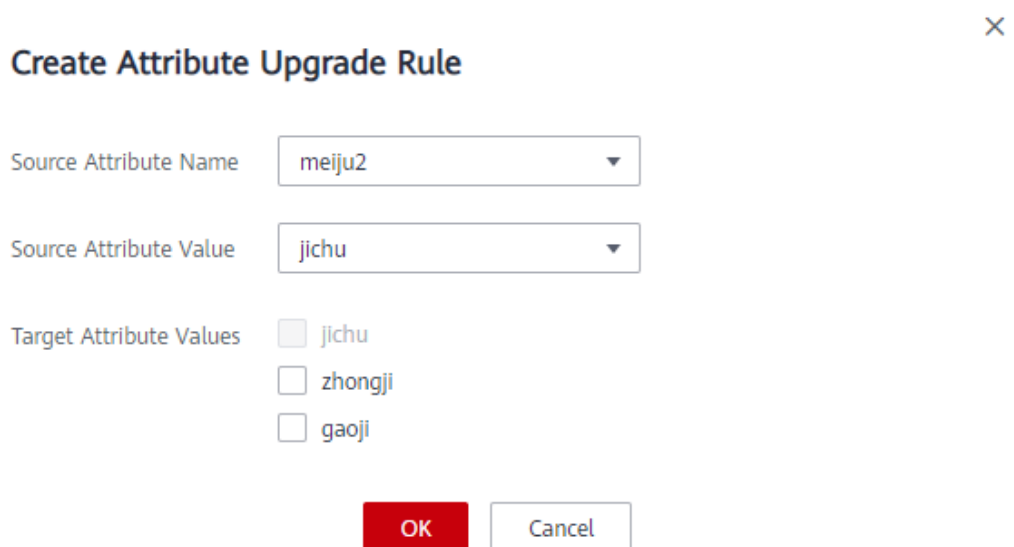 Create Attribute Upgrade Rule
Source Attribute Name meiju2
Source Attribute Value jichu
Target Attribute Values jichu
zhongji
gaoji
OK Cancel